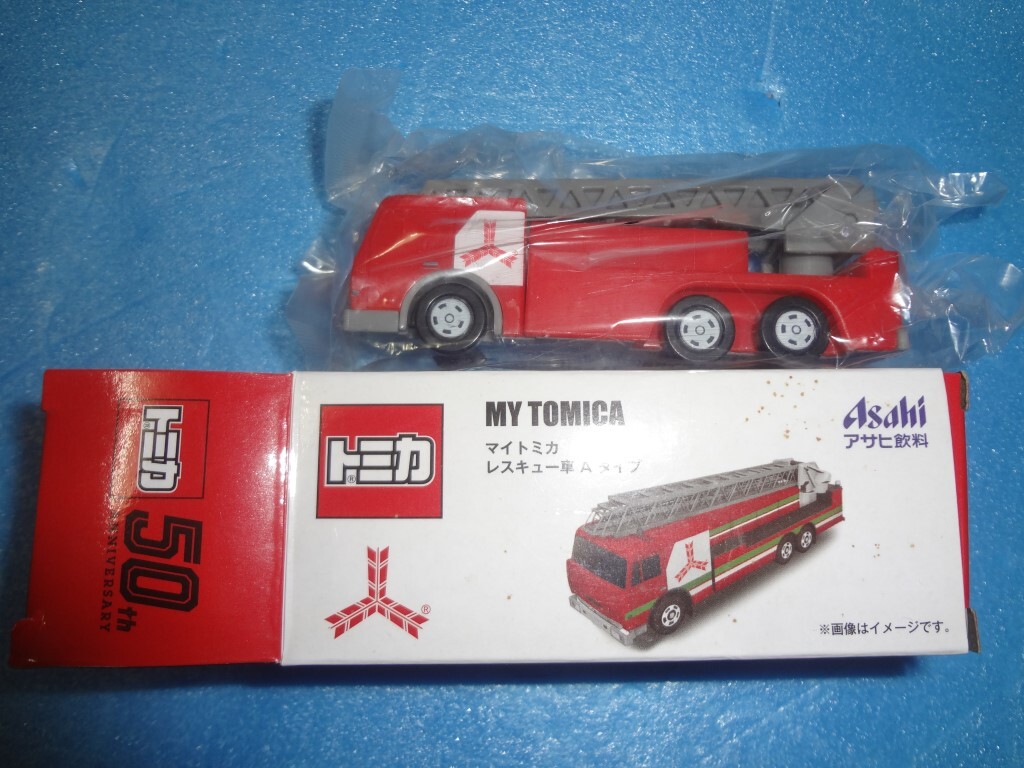 トミカ
50th
ANNIVERSARY
トミカ®
MY TOMICA
マイトミカ
レスキュー車 A タイプ
Asahi
アサヒ飲料
®
※画像はイメージです。